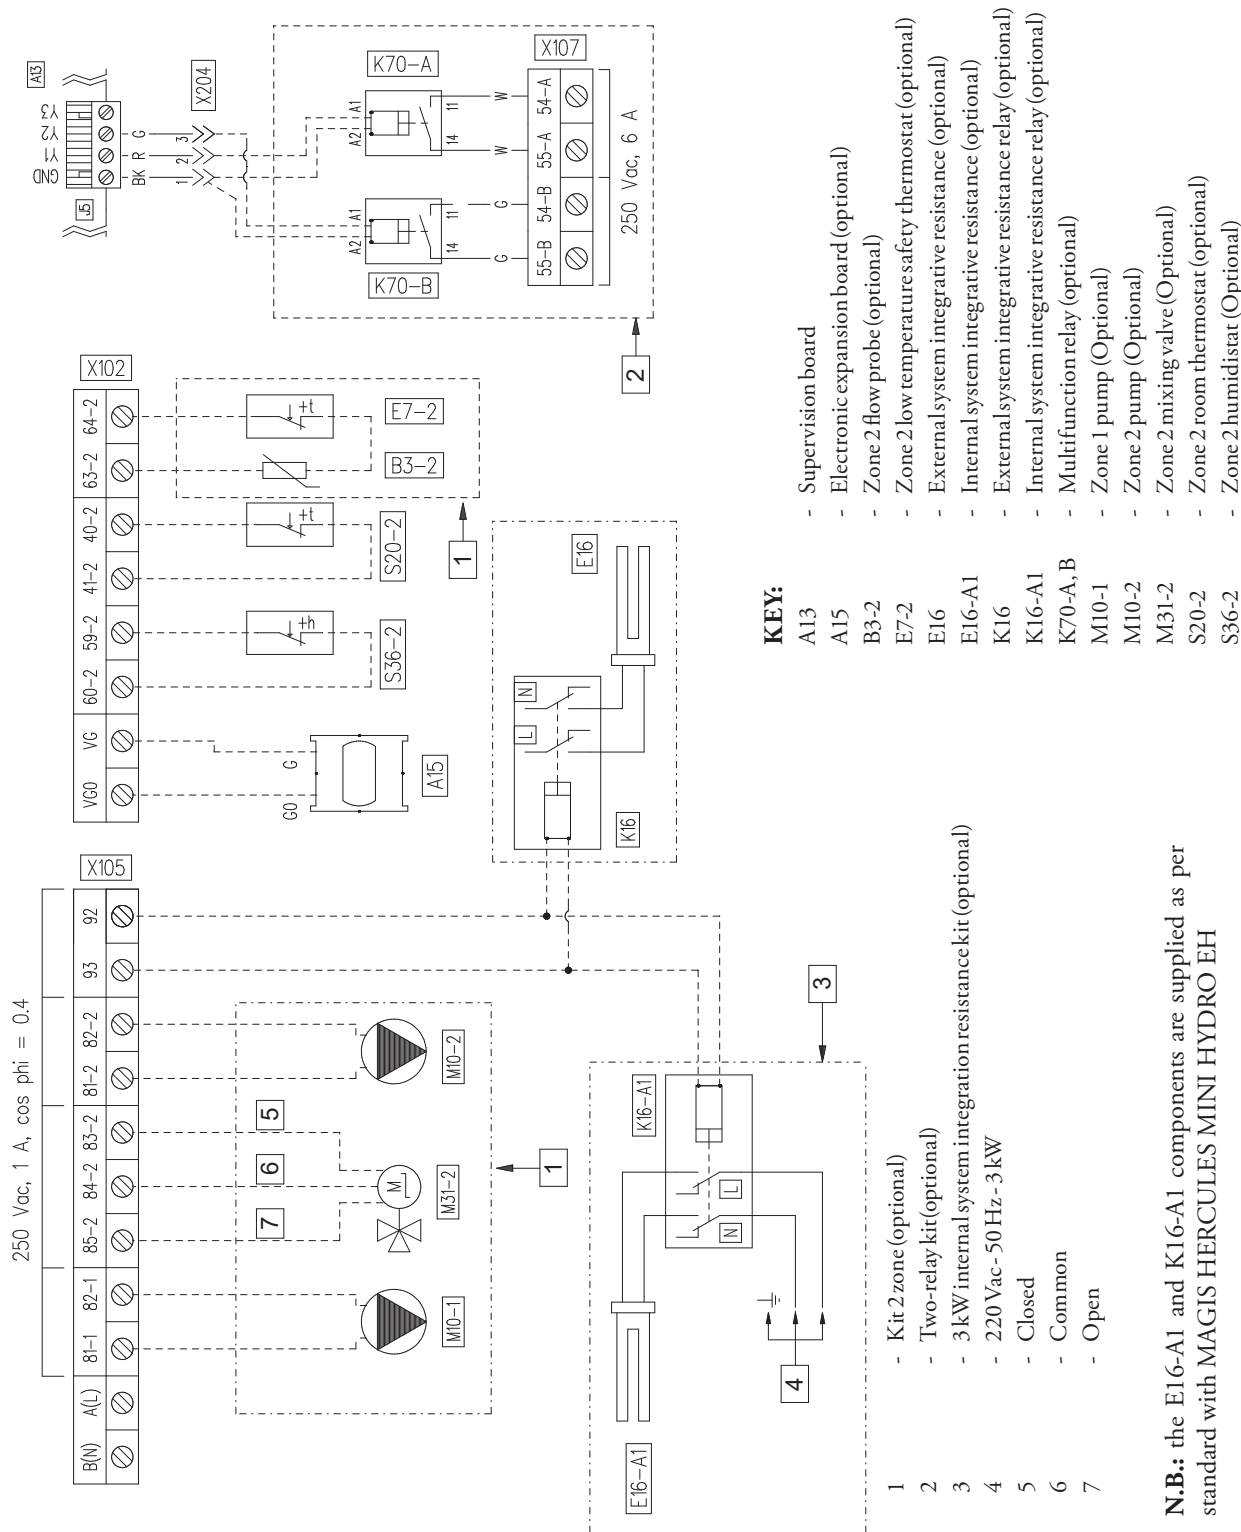 250 Vac, 1 A, cos phi = 0.4
B(N) A(L) 81-1 82-1 85-2 84-2 83-2 81-2 82-2 93 92
X105
VG0 VG 60-2 59-2 41-2 40-2 63-2 64-2
X102
A13
J5
GND Y1 Y2 Y3
BK R G
1 2 3
X204
7
6
5
M10-1
M
M31-2
M10-2
1
G0 G
A15
+h
S36-2
+t
S20-2
B3-2
+t
E7-2
1
A2 A1
14 11
K70-B
A2 A1
14 11
K70-A
G G W W
55-B 54-B 55-A 54-A
X107
250 Vac, 6 A
2
K16
L N
E16
E16-A1
K16-A1
N L
4
3
1 - Kit 2 zone (optional)
2 - Two-relay kit (optional)
3 - 3 kW internal system integration resistance kit (optional)
4 - 220 Vac - 50 Hz - 3 kW
5 - Closed
6 - Common
7 - Open
KEY:
A13 - Supervision board
A15 - Electronic expansion board (optional)
B3-2 - Zone 2 flow probe (optional)
E7-2 - Zone 2 low temperature safety thermostat (optional)
E16 - External system integrative resistance (optional)
E16-A1 - Internal system integrative resistance (optional)
K16 - External system integrative resistance relay (optional)
K16-A1 - Internal system integrative resistance relay (optional)
K70-A, B - Multifunction relay (optional)
M10-1 - Zone 1 pump (Optional)
M10-2 - Zone 2 pump (Optional)
M31-2 - Zone 2 mixing valve (Optional)
S20-2 - Zone 2 room thermostat (optional)
S36-2 - Zone 2 humidistat (Optional)
N.B.: the E16-A1 and K16-A1 components are supplied as per
standard with MAGIS HERCULES MINI HYDRO EH